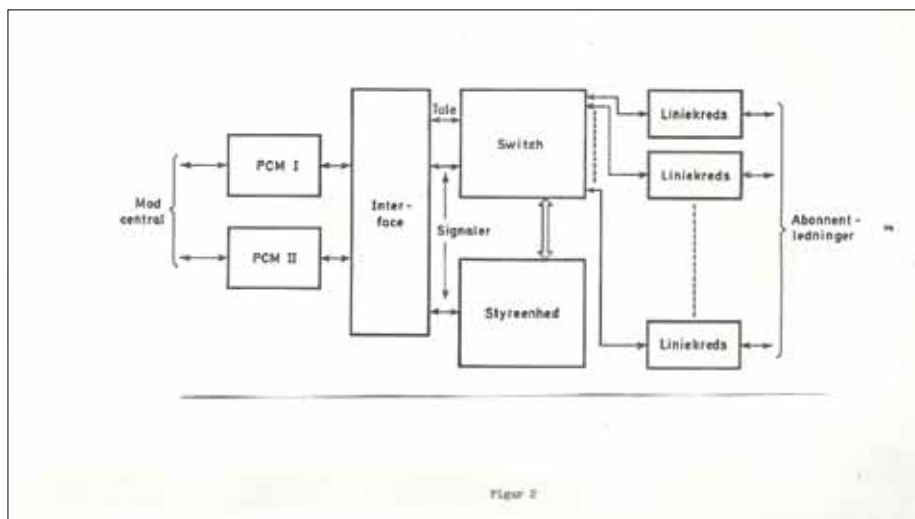 Mod
central
PCM I
PCM II
Inter-
face
Tale
Signaler
Switch
Styreenhed
Liniekreds
Liniekreds
Liniekreds
Abonnent-
ledninger
Figur 2